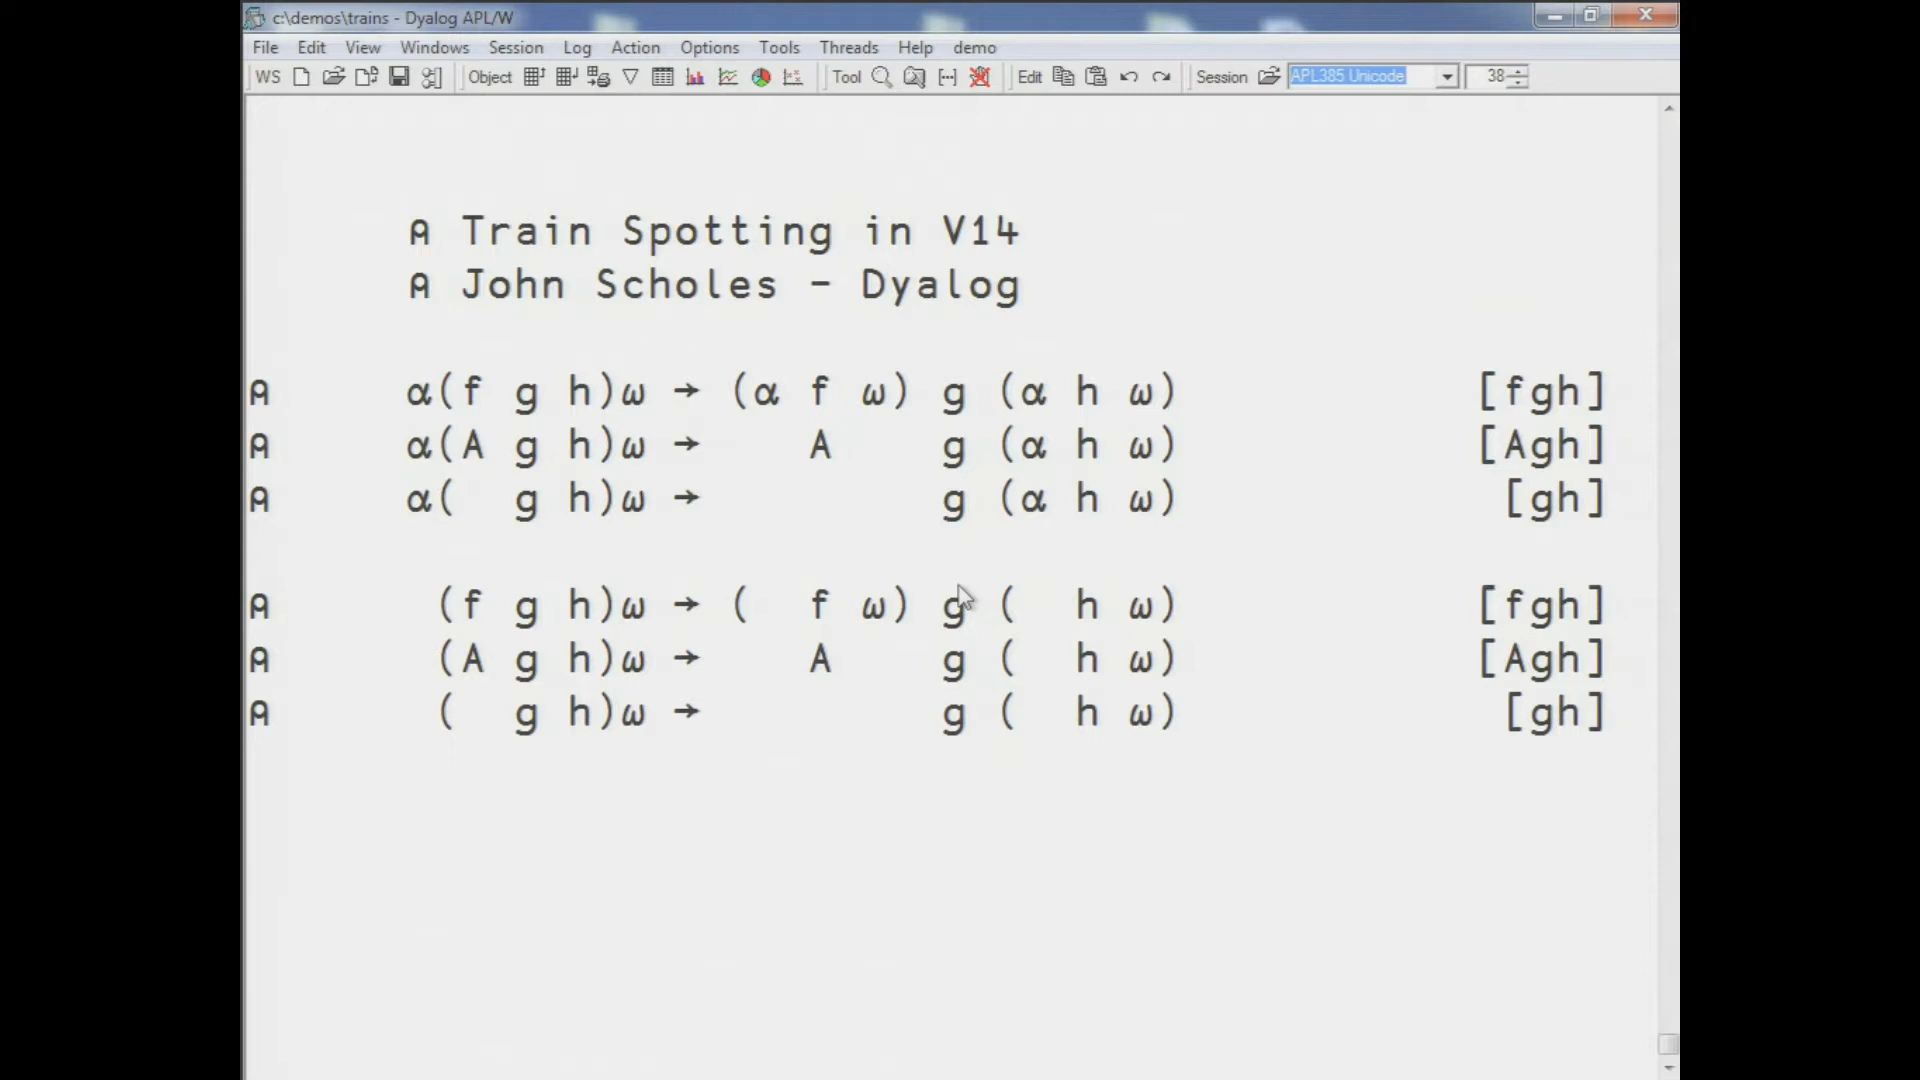 c:\demos\trains - Dyalog APL/W
File Edit View Windows Session Log Action Options Tools Threads Help demo
WS Object Tool Edit Session APL385 Unicode 38
⍝ Train Spotting in V14
⍝ John Scholes - Dyalog
⍝ ⍺(f g h)⍵ → (⍺ f ⍵) g (⍺ h ⍵) [fgh]
⍝ ⍺(A g h)⍵ → A g (⍺ h ⍵) [Agh]
⍝ ⍺( g h)⍵ → g (⍺ h ⍵) [gh]
⍝ (f g h)⍵ → ( f ⍵) g ( h ⍵) [fgh]
⍝ (A g h)⍵ → A g ( h ⍵) [Agh]
⍝ ( g h)⍵ → g ( h ⍵) [gh]